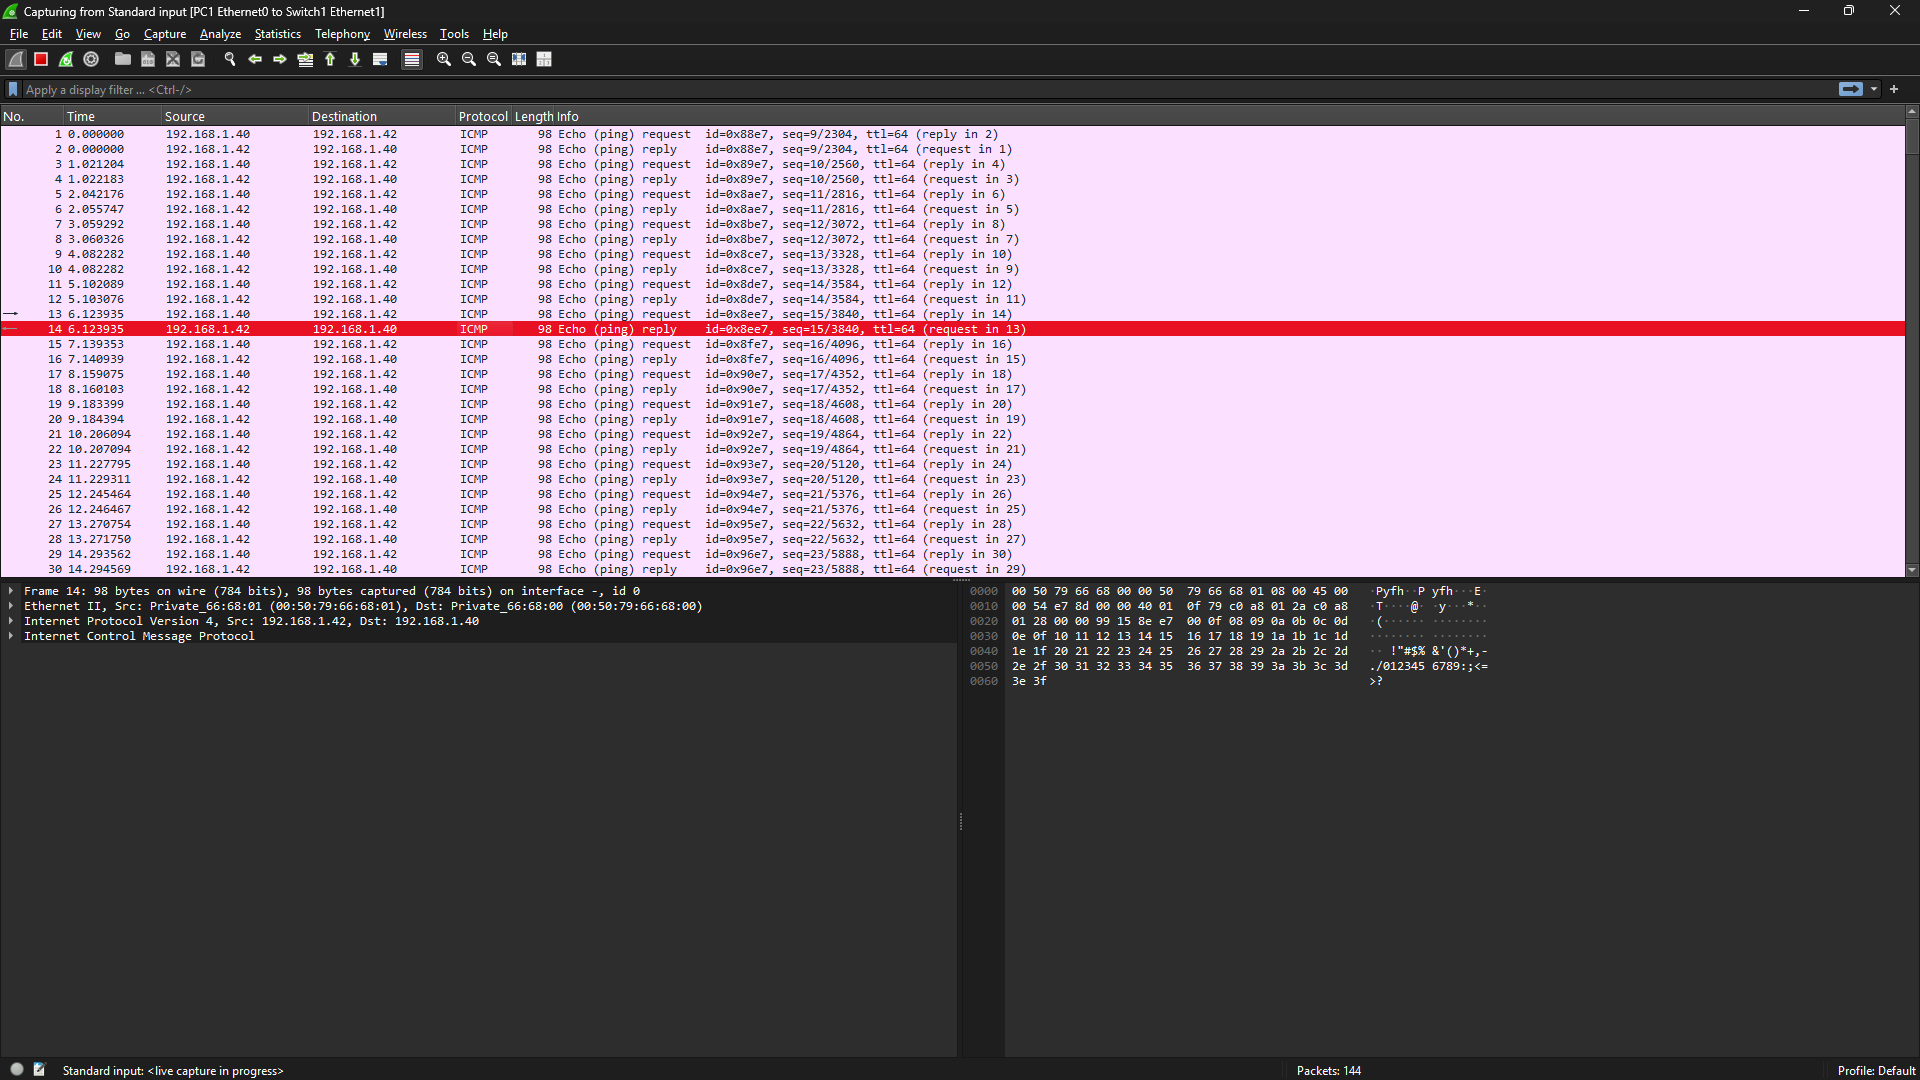 Capturing from Standard input [PC1 Ethernet0 to Switch1 Ethernet1]
File Edit View Go Capture Analyze Statistics Telephony Wireless Tools Help
Apply a display filter ... <Ctrl-/>
No. Time Source Destination Protocol Length Info
1 0.000000 192.168.1.40 192.168.1.42 ICMP 98 Echo (ping) request id=0x88e7, seq=9/2304, ttl=64 (reply in 2)
2 0.000000 192.168.1.42 192.168.1.40 ICMP 98 Echo (ping) reply id=0x88e7, seq=9/2304, ttl=64 (request in 1)
3 1.021204 192.168.1.40 192.168.1.42 ICMP 98 Echo (ping) request id=0x89e7, seq=10/2560, ttl=64 (reply in 4)
4 1.022183 192.168.1.42 192.168.1.40 ICMP 98 Echo (ping) reply id=0x89e7, seq=10/2560, ttl=64 (request in 3)
5 2.042176 192.168.1.40 192.168.1.42 ICMP 98 Echo (ping) request id=0x8ae7, seq=11/2816, ttl=64 (reply in 6)
6 2.055747 192.168.1.42 192.168.1.40 ICMP 98 Echo (ping) reply id=0x8ae7, seq=11/2816, ttl=64 (request in 5)
7 3.059292 192.168.1.40 192.168.1.42 ICMP 98 Echo (ping) request id=0x8be7, seq=12/3072, ttl=64 (reply in 8)
8 3.060326 192.168.1.42 192.168.1.40 ICMP 98 Echo (ping) reply id=0x8be7, seq=12/3072, ttl=64 (request in 7)
9 4.082282 192.168.1.40 192.168.1.42 ICMP 98 Echo (ping) request id=0x8ce7, seq=13/3328, ttl=64 (reply in 10)
10 4.082282 192.168.1.42 192.168.1.40 ICMP 98 Echo (ping) reply id=0x8ce7, seq=13/3328, ttl=64 (request in 9)
11 5.102089 192.168.1.40 192.168.1.42 ICMP 98 Echo (ping) request id=0x8de7, seq=14/3584, ttl=64 (reply in 12)
12 5.103076 192.168.1.42 192.168.1.40 ICMP 98 Echo (ping) reply id=0x8de7, seq=14/3584, ttl=64 (request in 11)
13 6.123935 192.168.1.40 192.168.1.42 ICMP 98 Echo (ping) request id=0x8ee7, seq=15/3840, ttl=64 (reply in 14)
14 6.123935 192.168.1.42 192.168.1.40 ICMP 98 Echo (ping) reply id=0x8ee7, seq=15/3840, ttl=64 (request in 13)
15 7.139353 192.168.1.40 192.168.1.42 ICMP 98 Echo (ping) request id=0x8fe7, seq=16/4096, ttl=64 (reply in 16)
16 7.140939 192.168.1.42 192.168.1.40 ICMP 98 Echo (ping) reply id=0x8fe7, seq=16/4096, ttl=64 (request in 15)
17 8.159075 192.168.1.40 192.168.1.42 ICMP 98 Echo (ping) request id=0x90e7, seq=17/4352, ttl=64 (reply in 18)
18 8.160103 192.168.1.42 192.168.1.40 ICMP 98 Echo (ping) reply id=0x90e7, seq=17/4352, ttl=64 (request in 17)
19 9.183399 192.168.1.40 192.168.1.42 ICMP 98 Echo (ping) request id=0x91e7, seq=18/4608, ttl=64 (reply in 20)
20 9.184394 192.168.1.42 192.168.1.40 ICMP 98 Echo (ping) reply id=0x91e7, seq=18/4608, ttl=64 (request in 19)
21 10.206094 192.168.1.40 192.168.1.42 ICMP 98 Echo (ping) request id=0x92e7, seq=19/4864, ttl=64 (reply in 22)
22 10.207094 192.168.1.42 192.168.1.40 ICMP 98 Echo (ping) reply id=0x92e7, seq=19/4864, ttl=64 (request in 21)
23 11.227795 192.168.1.40 192.168.1.42 ICMP 98 Echo (ping) request id=0x93e7, seq=20/5120, ttl=64 (reply in 24)
24 11.229311 192.168.1.42 192.168.1.40 ICMP 98 Echo (ping) reply id=0x93e7, seq=20/5120, ttl=64 (request in 23)
25 12.245464 192.168.1.40 192.168.1.42 ICMP 98 Echo (ping) request id=0x94e7, seq=21/5376, ttl=64 (reply in 26)
26 12.246467 192.168.1.42 192.168.1.40 ICMP 98 Echo (ping) reply id=0x94e7, seq=21/5376, ttl=64 (request in 25)
27 13.270754 192.168.1.40 192.168.1.42 ICMP 98 Echo (ping) request id=0x95e7, seq=22/5632, ttl=64 (reply in 28)
28 13.271750 192.168.1.42 192.168.1.40 ICMP 98 Echo (ping) reply id=0x95e7, seq=22/5632, ttl=64 (request in 27)
29 14.293562 192.168.1.40 192.168.1.42 ICMP 98 Echo (ping) request id=0x96e7, seq=23/5888, ttl=64 (reply in 30)
30 14.294569 192.168.1.42 192.168.1.40 ICMP 98 Echo (ping) reply id=0x96e7, seq=23/5888, ttl=64 (request in 29)
Frame 14: 98 bytes on wire (784 bits), 98 bytes captured (784 bits) on interface -, id 0
Ethernet II, Src: Private_66:68:01 (00:50:79:66:68:01), Dst: Private_66:68:00 (00:50:79:66:68:00)
Internet Protocol Version 4, Src: 192.168.1.42, Dst: 192.168.1.40
Internet Control Message Protocol
0000 00 50 79 66 68 00 00 50 79 66 68 01 08 00 45 00 ·Pyfh··P yfh···E·
0010 00 54 e7 8d 00 00 40 01 0f 79 c0 a8 01 2a c0 a8 ·T····@· ·y···*··
0020 01 28 00 00 99 15 8e e7 00 0f 08 09 0a 0b 0c 0d ·(······ ········
0030 0e 0f 10 11 12 13 14 15 16 17 18 19 1a 1b 1c 1d ········ ········
0040 1e 1f 20 21 22 23 24 25 26 27 28 29 2a 2b 2c 2d ·· !"#$% &'()*+,-
0050 2e 2f 30 31 32 33 34 35 36 37 38 39 3a 3b 3c 3d ./012345 6789:;<=
0060 3e 3f >?
Standard input: <live capture in progress> Packets: 144 Profile: Default